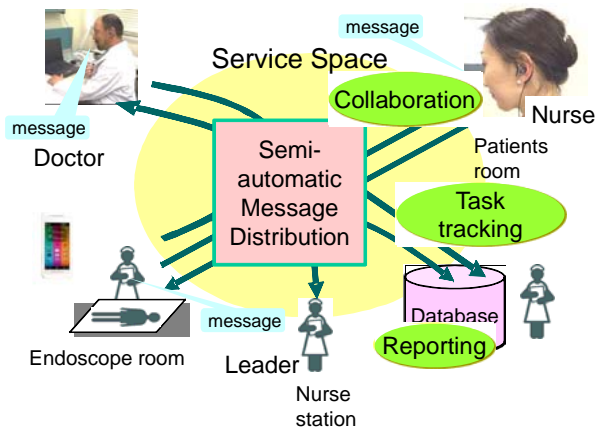 message
Service Space
Collaboration
Nurse
message
Doctor
Patients
room
Semi-
automatic
Message
Distribution
Task
tracking
message
Database
Reporting
Endoscope room
Leader
Nurse
station